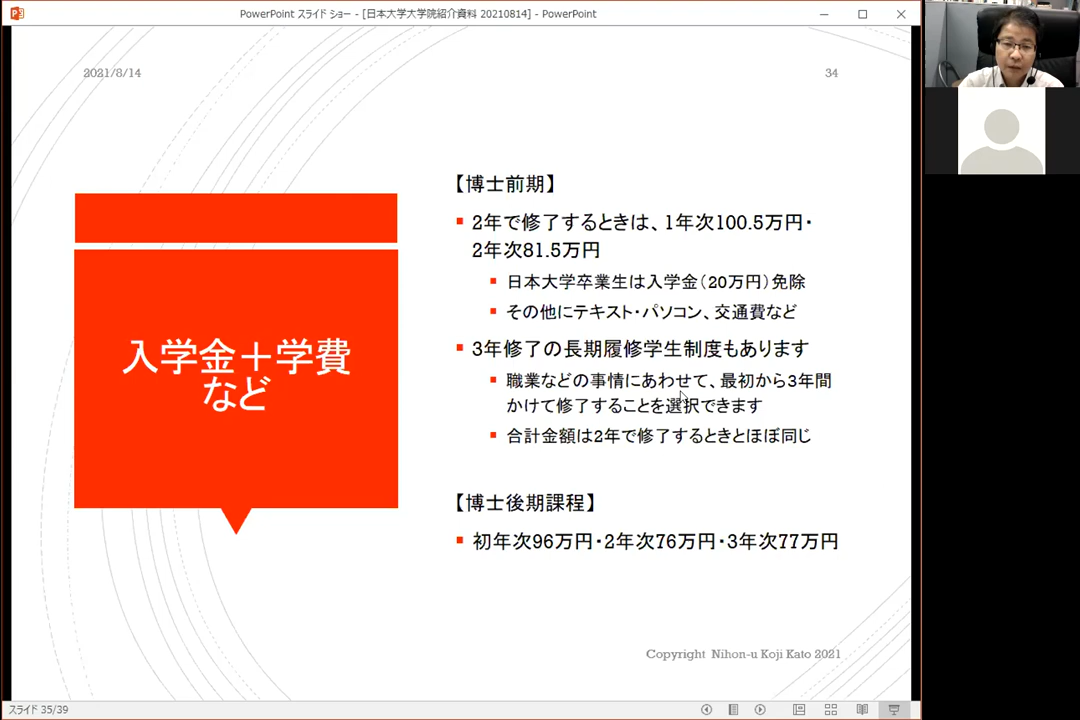 PowerPoint スライド ショー - [日本大学大学院紹介資料 20210814] - PowerPoint
2021/8/14
34
入学金＋学費
など
【博士前期】
2年で修了するときは、1年次100.5万円・
2年次81.5万円
日本大学卒業生は入学金（20万円）免除
その他にテキスト・パソコン、交通費など
3年修了の長期履修学生制度もあります
職業などの事情にあわせて、最初から3年間
かけて修了することを選択できます
合計金額は2年で修了するときとほぼ同じ
【博士後期課程】
初年次96万円・2年次76万円・3年次77万円
Copyright Nihon-u Koji Kato 2021
スライド 35/39